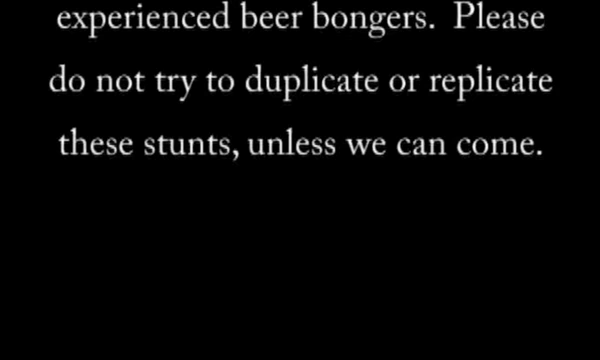 experienced beer bongers.  Please
do not try to duplicate or replicate
these stunts, unless we can come.